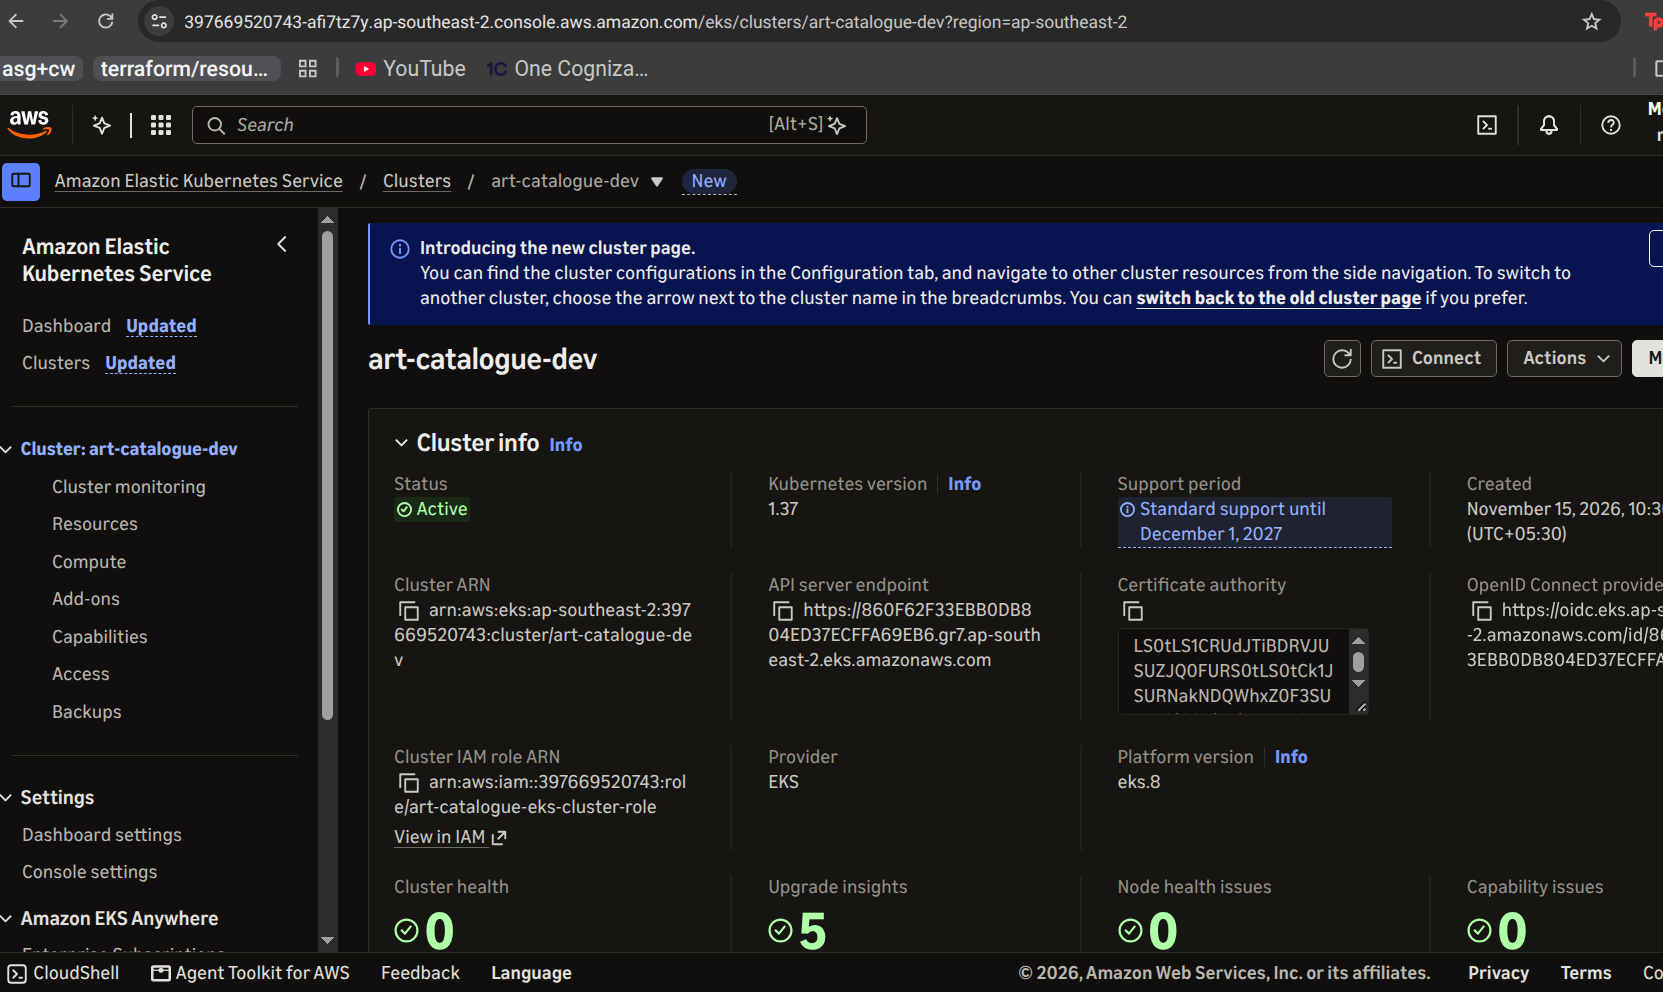 397669520743-afi7tz7y.ap-southeast-2.console.aws.amazon.com/eks/clusters/art-catalogue-dev?region=ap-southeast-2
asg+cw terraform/resou... YouTube 1C One Cogniza...
aws Search [Alt+S]
Amazon Elastic Kubernetes Service / Clusters / art-catalogue-dev New
Amazon Elastic
Kubernetes Service
Dashboard Updated
Clusters Updated
Cluster: art-catalogue-dev
Cluster monitoring
Resources
Compute
Add-ons
Capabilities
Access
Backups
Settings
Dashboard settings
Console settings
Amazon EKS Anywhere
Introducing the new cluster page.
You can find the cluster configurations in the Configuration tab, and navigate to other cluster resources from the side navigation. To switch to
another cluster, choose the arrow next to the cluster name in the breadcrumbs. You can switch back to the old cluster page if you prefer.
art-catalogue-dev
Connect Actions
Cluster info Info
Status
Active
Kubernetes version Info
1.37
Support period
Standard support until
December 1, 2027
Created
November 15, 2026, 10:3
(UTC+05:30)
Cluster ARN
arn:aws:eks:ap-southeast-2:397
669520743:cluster/art-catalogue-de
v
API server endpoint
https://860F62F33EBB0DB8
04ED37ECFFA69EB6.gr7.ap-south
east-2.eks.amazonaws.com
Certificate authority
LS0tLS1CRUdJTiBDRVJU
SUZJQ0FURS0tLS0tCk1J
SURNakNDQWhxZ0F3SU
OpenID Connect provide
https://oidc.eks.ap-s
-2.amazonaws.com/id/86
3EBB0DB804ED37ECFFA
Cluster IAM role ARN
arn:aws:iam::397669520743:rol
e/art-catalogue-eks-cluster-role
View in IAM
Provider
EKS
Platform version Info
eks.8
Cluster health
0
Upgrade insights
5
Node health issues
0
Capability issues
0
CloudShell Agent Toolkit for AWS Feedback Language © 2026, Amazon Web Services, Inc. or its affiliates. Privacy Terms Co